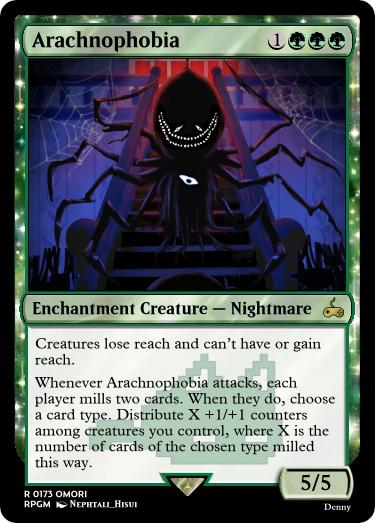 Arachnophobia 1
Enchantment Creature — Nightmare
Creatures lose reach and can't have or gain
reach.
Whenever Arachnophobia attacks, each
player mills two cards. When they do, choose
a card type. Distribute X +1/+1 counters
among creatures you control, where X is the
number of cards of the chosen type milled
this way.
5/5
R 0173 OMORI
RPGM Nephtali_Hisui
Denny